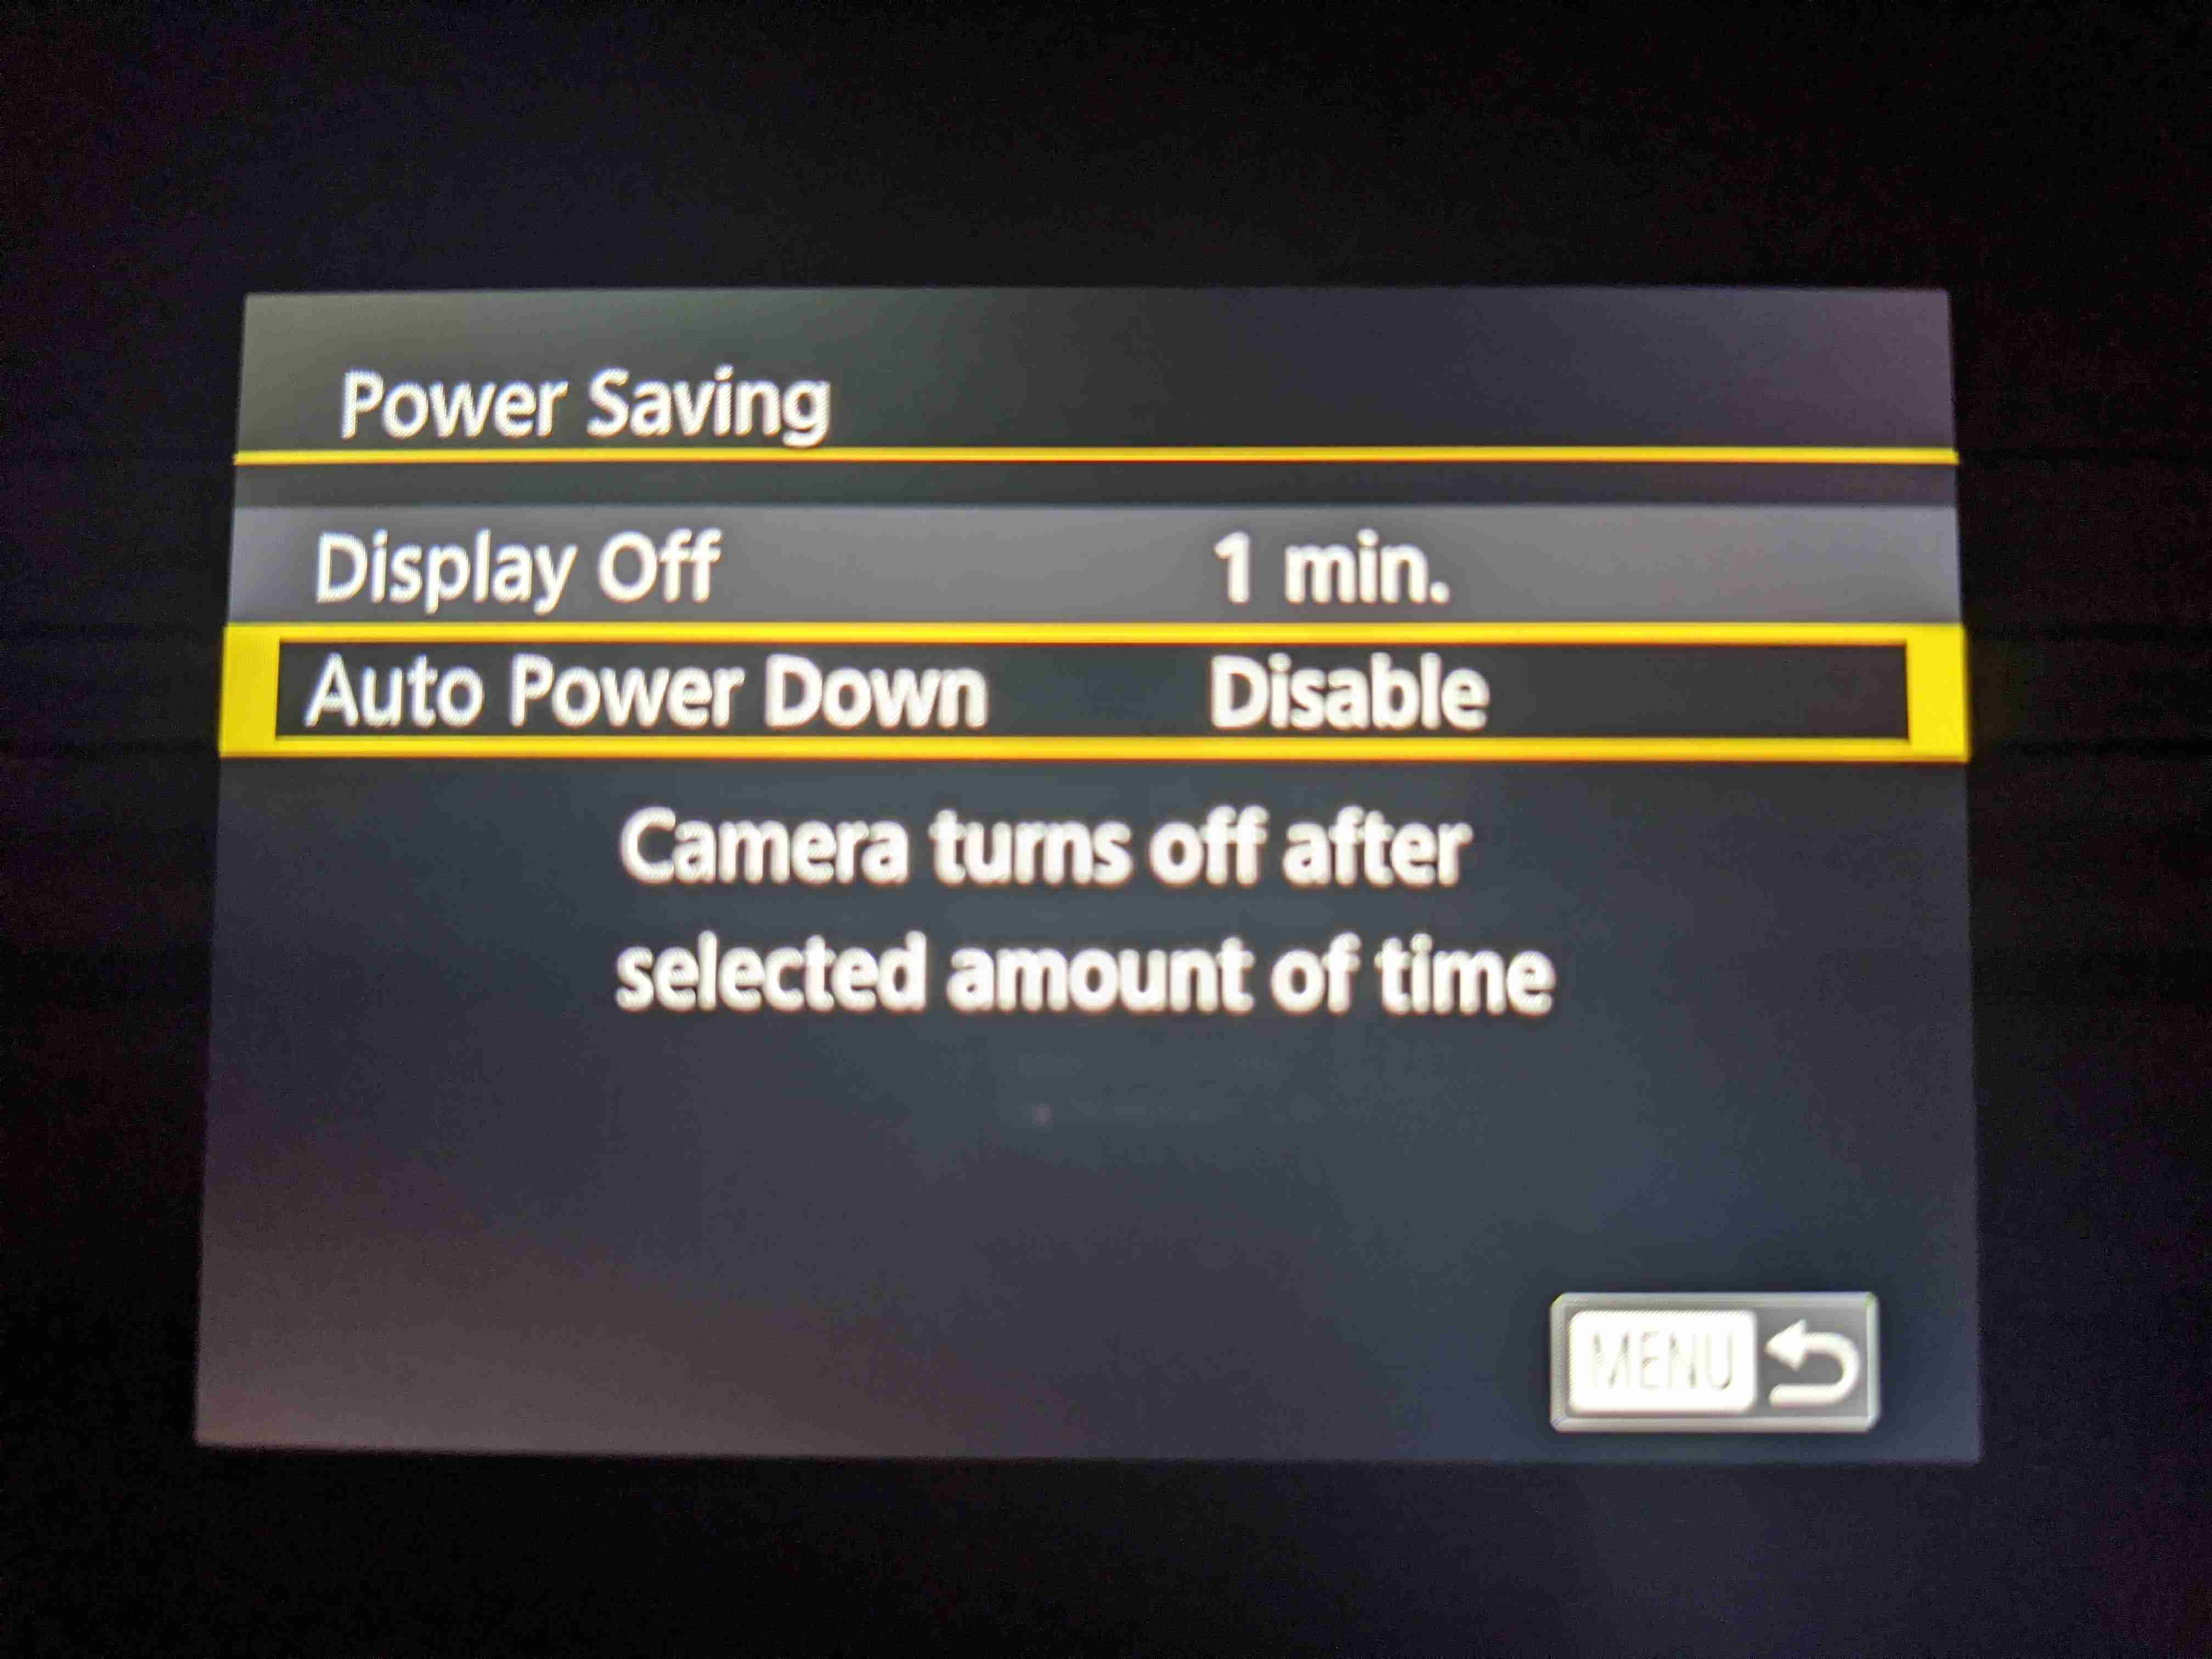 Power Saving
Display Off 1 min.
Auto Power Down Disable
Camera turns off after
selected amount of time
MENU